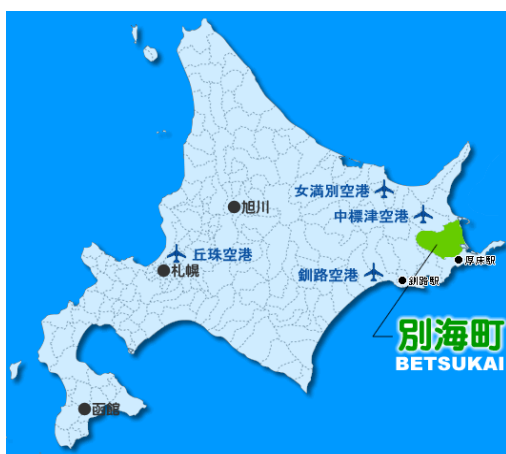 女満別空港
中標津空港
旭川
丘珠空港
札幌
釧路空港
厚床駅
釧路駅
別海町
BETSUKAI
函館